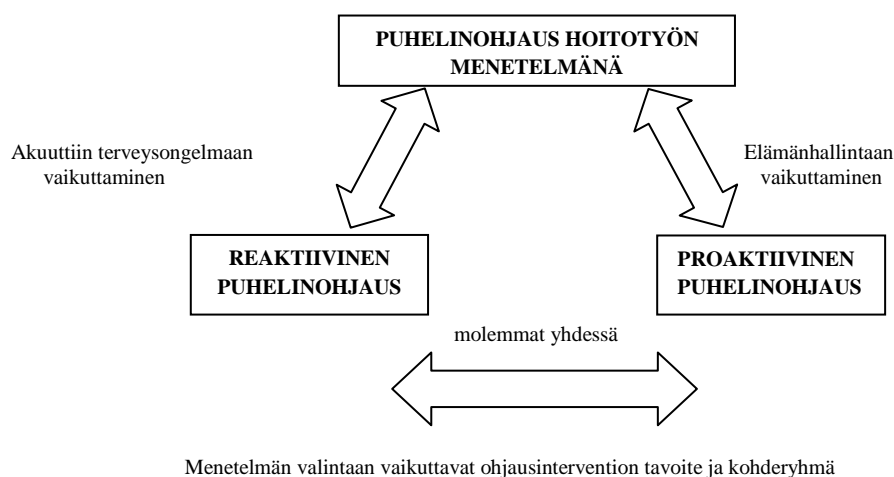 PUHELINOHJAUS HOITOTYÖN
MENETELMÄNÄ
Akuuttiin terveysongelmaan
vaikuttaminen
Elämänhallintaan
vaikuttaminen
REAKTIIVINEN
PUHELINOHJAUS
PROAKTIIVINEN
PUHELINOHJAUS
molemmat yhdessä
Menetelmän valintaan vaikuttavat ohjausintervention tavoite ja kohderyhmä